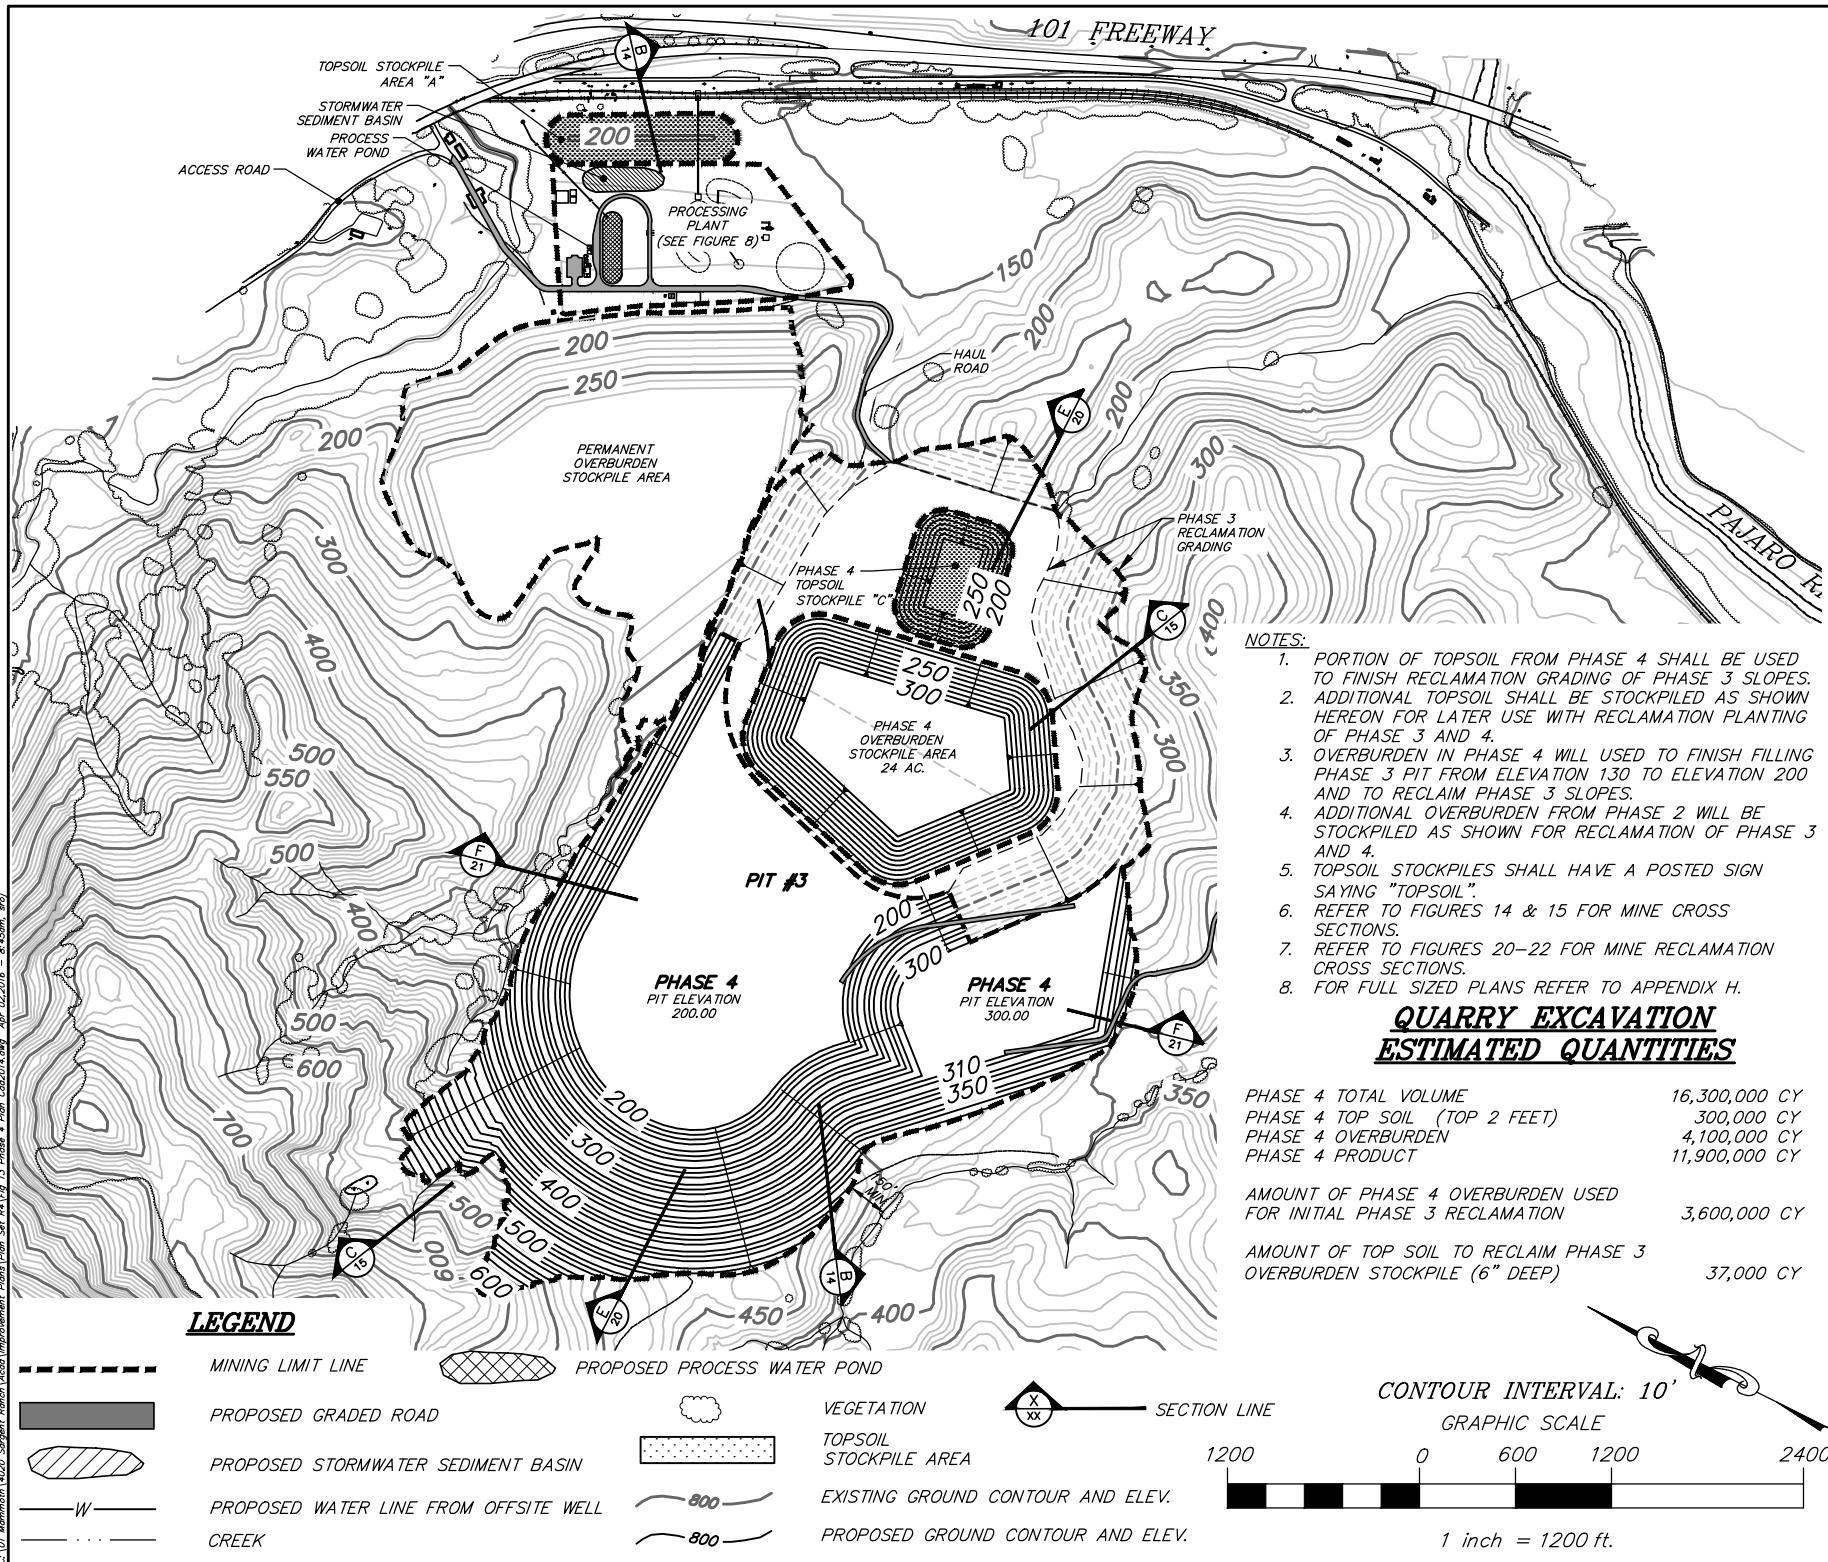 101 FREEWAY
TOPSOIL STOCKPILE
AREA "A"
STORMWATER
SEDIMENT BASIN
PROCESS
WATER POND
ACCESS ROAD
B
14
200
PROCESSING
PLANT
(SEE FIGURE 8)
150
200
200
250
HAUL
ROAD
200
200
E
20
300
PERMANENT
OVERBURDEN
STOCKPILE AREA
PAJARO
PHASE 3
RECLAMATION
GRADING
300
PHASE 4
TOPSOIL
STOCKPILE "C"
250
200
C
15
400
400
350
300
250
300
PHASE 4
OVERBURDEN
STOCKPILE AREA
24 AC.
500
550
500
F
21
PIT #3
400
200
300
PHASE 4
PIT ELEVATION
200.00
PHASE 4
PIT ELEVATION
300.00
500
600
F
21
310
350
350
700
200
300
400
500
500
600
600
50'
MIN.
C
15
E
20
B
14
450
400
NOTES:
1. PORTION OF TOPSOIL FROM PHASE 4 SHALL BE USED
TO FINISH RECLAMATION GRADING OF PHASE 3 SLOPES.
2. ADDITIONAL TOPSOIL SHALL BE STOCKPILED AS SHOWN
HEREON FOR LATER USE WITH RECLAMATION PLANTING
OF PHASE 3 AND 4.
3. OVERBURDEN IN PHASE 4 WILL USED TO FINISH FILLING
PHASE 3 PIT FROM ELEVATION 130 TO ELEVATION 200
AND TO RECLAIM PHASE 3 SLOPES.
4. ADDITIONAL OVERBURDEN FROM PHASE 2 WILL BE
STOCKPILED AS SHOWN FOR RECLAMATION OF PHASE 3
AND 4.
5. TOPSOIL STOCKPILES SHALL HAVE A POSTED SIGN
SAYING "TOPSOIL".
6. REFER TO FIGURES 14 & 15 FOR MINE CROSS
SECTIONS.
7. REFER TO FIGURES 20-22 FOR MINE RECLAMATION
CROSS SECTIONS.
8. FOR FULL SIZED PLANS REFER TO APPENDIX H.
QUARRY EXCAVATION
ESTIMATED QUANTITIES
PHASE 4 TOTAL VOLUME 16,300,000 CY
PHASE 4 TOP SOIL (TOP 2 FEET) 300,000 CY
PHASE 4 OVERBURDEN 4,100,000 CY
PHASE 4 PRODUCT 11,900,000 CY
AMOUNT OF PHASE 4 OVERBURDEN USED
FOR INITIAL PHASE 3 RECLAMATION 3,600,000 CY
AMOUNT OF TOP SOIL TO RECLAIM PHASE 3
OVERBURDEN STOCKPILE (6" DEEP) 37,000 CY
LEGEND
MINING LIMIT LINE
PROPOSED PROCESS WATER POND
PROPOSED GRADED ROAD
VEGETATION
X
XX
SECTION LINE
PROPOSED STORMWATER SEDIMENT BASIN
TOPSOIL
STOCKPILE AREA
W
PROPOSED WATER LINE FROM OFFSITE WELL
800
EXISTING GROUND CONTOUR AND ELEV.
CREEK
800
PROPOSED GROUND CONTOUR AND ELEV.
CONTOUR INTERVAL: 10'
GRAPHIC SCALE
1200 0 600 1200 2400
1 inch = 1200 ft.